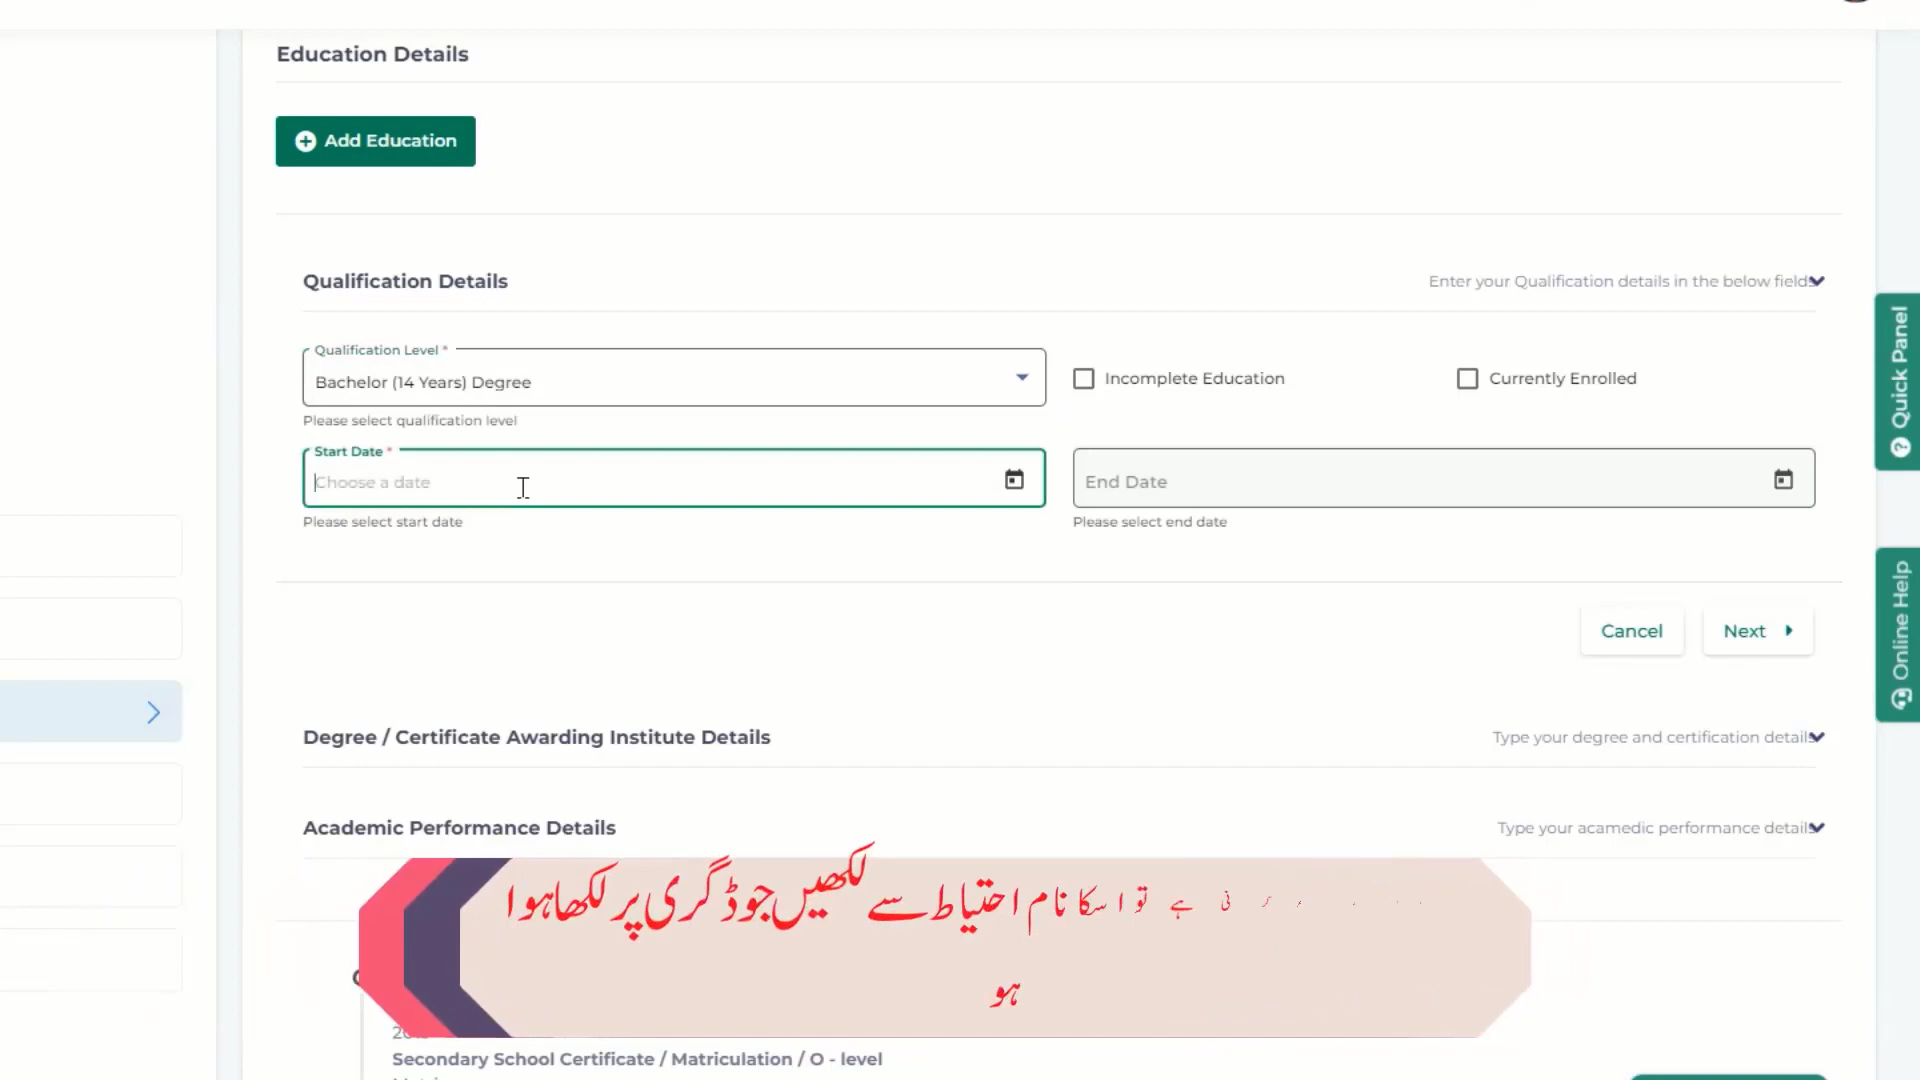 Education Details
Add Education
Qualification Details
Enter your Qualification details in the below fields
Qualification Level *
Bachelor (14 Years) Degree
Incomplete Education
Currently Enrolled
Please select qualification level
Start Date *
Choose a date
End Date
Please select start date
Please select end date
Cancel
Next
Degree / Certificate Awarding Institute Details
Type your degree and certification details
Academic Performance Details
Type your acamedic performance details
ہے تو اسکا نام احتیاط سے لکھیں جو ڈگری پر لکھا ہوا
ہو
Secondary School Certificate / Matriculation / O - level
Quick Panel
Online Help